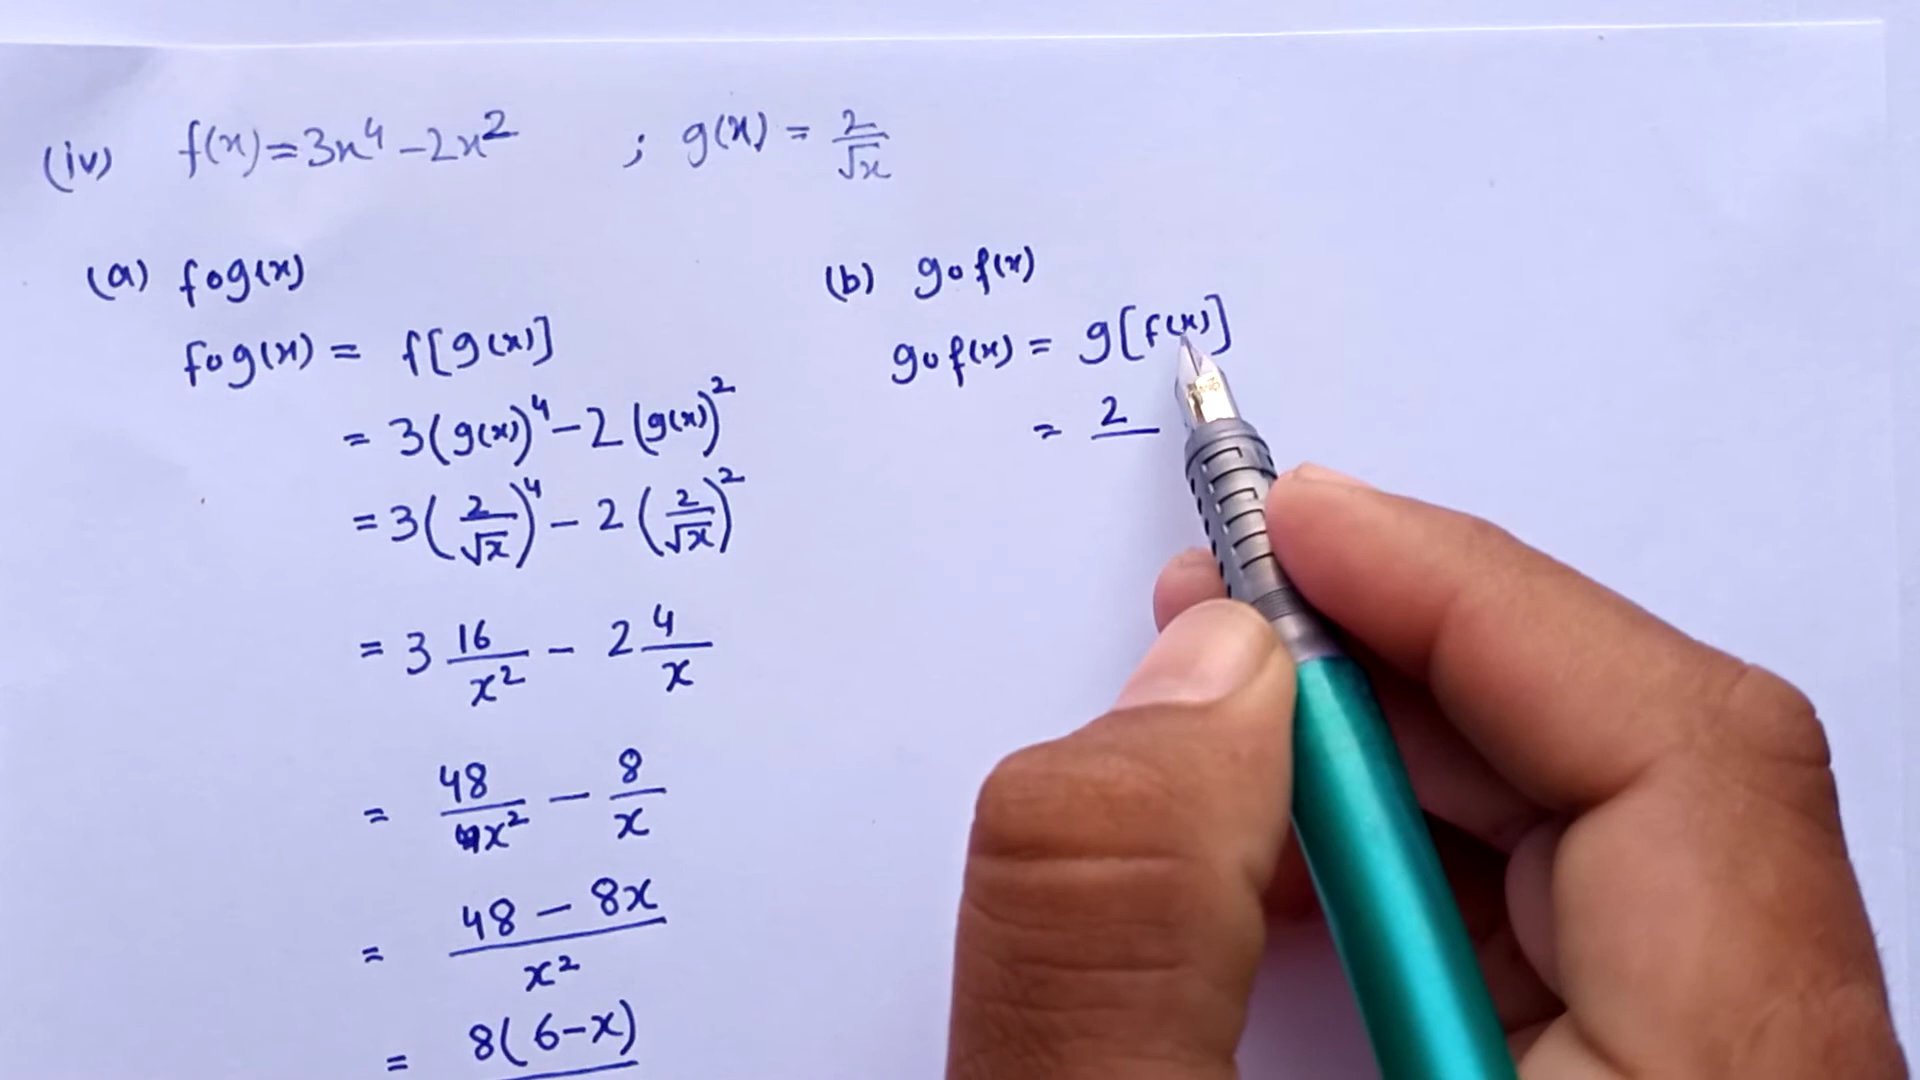 (iv) f(x)=3x⁴-2x² ; g(x) = 2/√x
(a) fog(x)
fog(x) = f[g(x)]
= 3(g(x))⁴-2(g(x))²
= 3(2/√x)⁴ - 2(2/√x)²
= 3 16/x² - 2 4/x
= 48/x² - 8/x
= 48 - 8x/x²
= 8(6-x)
(b) gof(x)
gof(x) = g[f(x)]
= 2